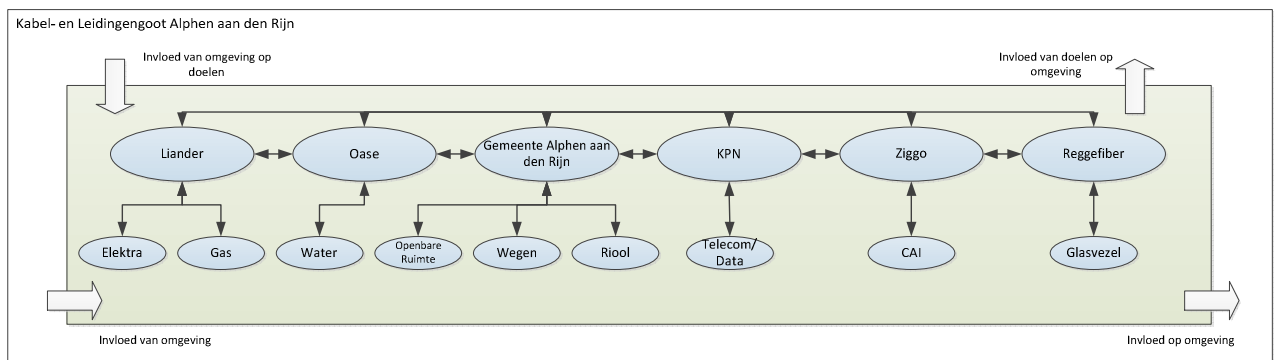 Kabel- en Leidingengoot Alphen aan den Rijn
Invloed van omgeving op
doelen
Invloed van doelen op
omgeving
Liander
Oase
Gemeente Alphen aan
den Rijn
KPN
Ziggo
Reggefiber
Elektra
Gas
Water
Openbare
Ruimte
Wegen
Riool
Telecom/
Data
CAI
Glasvezel
Invloed van omgeving
Invloed op omgeving